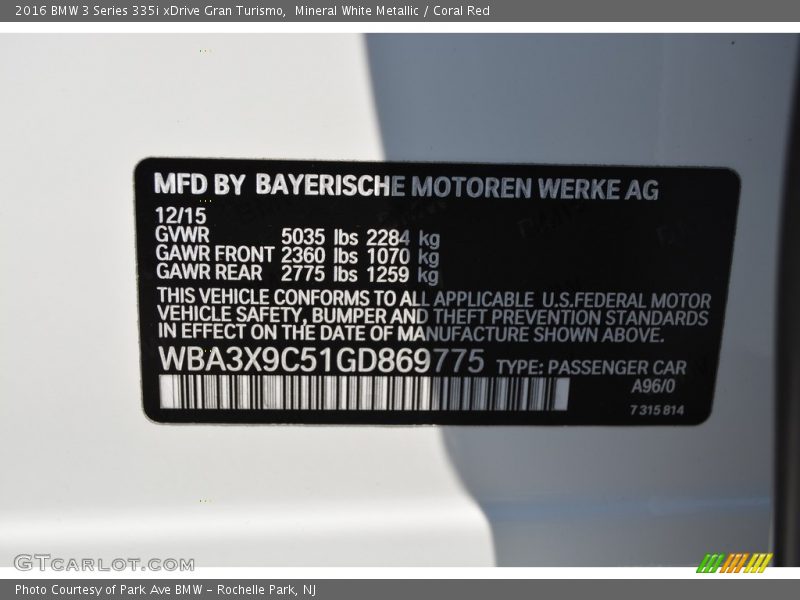 2016 BMW 3 Series 335i xDrive Gran Turismo,  Mineral White Metallic / Coral Red
MFD BY BAYERISCHE MOTOREN WERKE AG
12/15
GVWR 5035 lbs 2284 kg
GAWR FRONT 2360 lbs 1070 kg
GAWR REAR 2775 lbs 1259 kg
THIS VEHICLE CONFORMS TO ALL APPLICABLE U.S.FEDERAL MOTOR
VEHICLE SAFETY, BUMPER AND THEFT PREVENTION STANDARDS
IN EFFECT ON THE DATE OF MANUFACTURE SHOWN ABOVE.
WBA3X9C51GD869775 TYPE: PASSENGER CAR
A96/0
7 315 814
GTCARLOT.COM
Photo Courtesy of Park Ave BMW - Rochelle Park, NJ